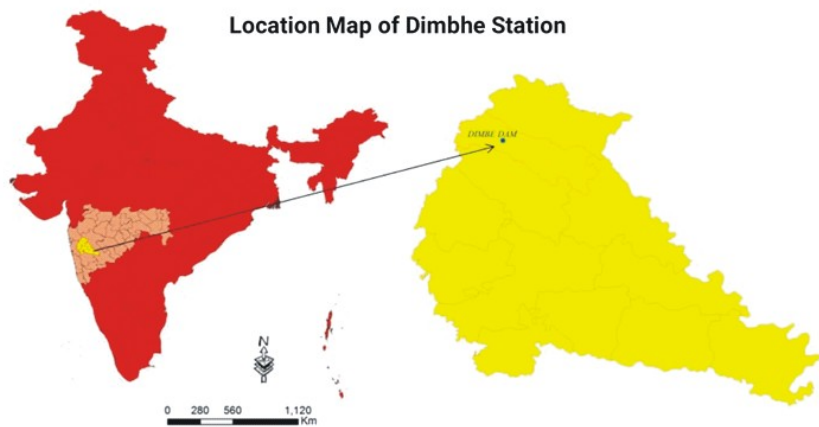 Location Map of Dimbhe Station
DIMBE DAM
N
0 280 560 1,120
Km